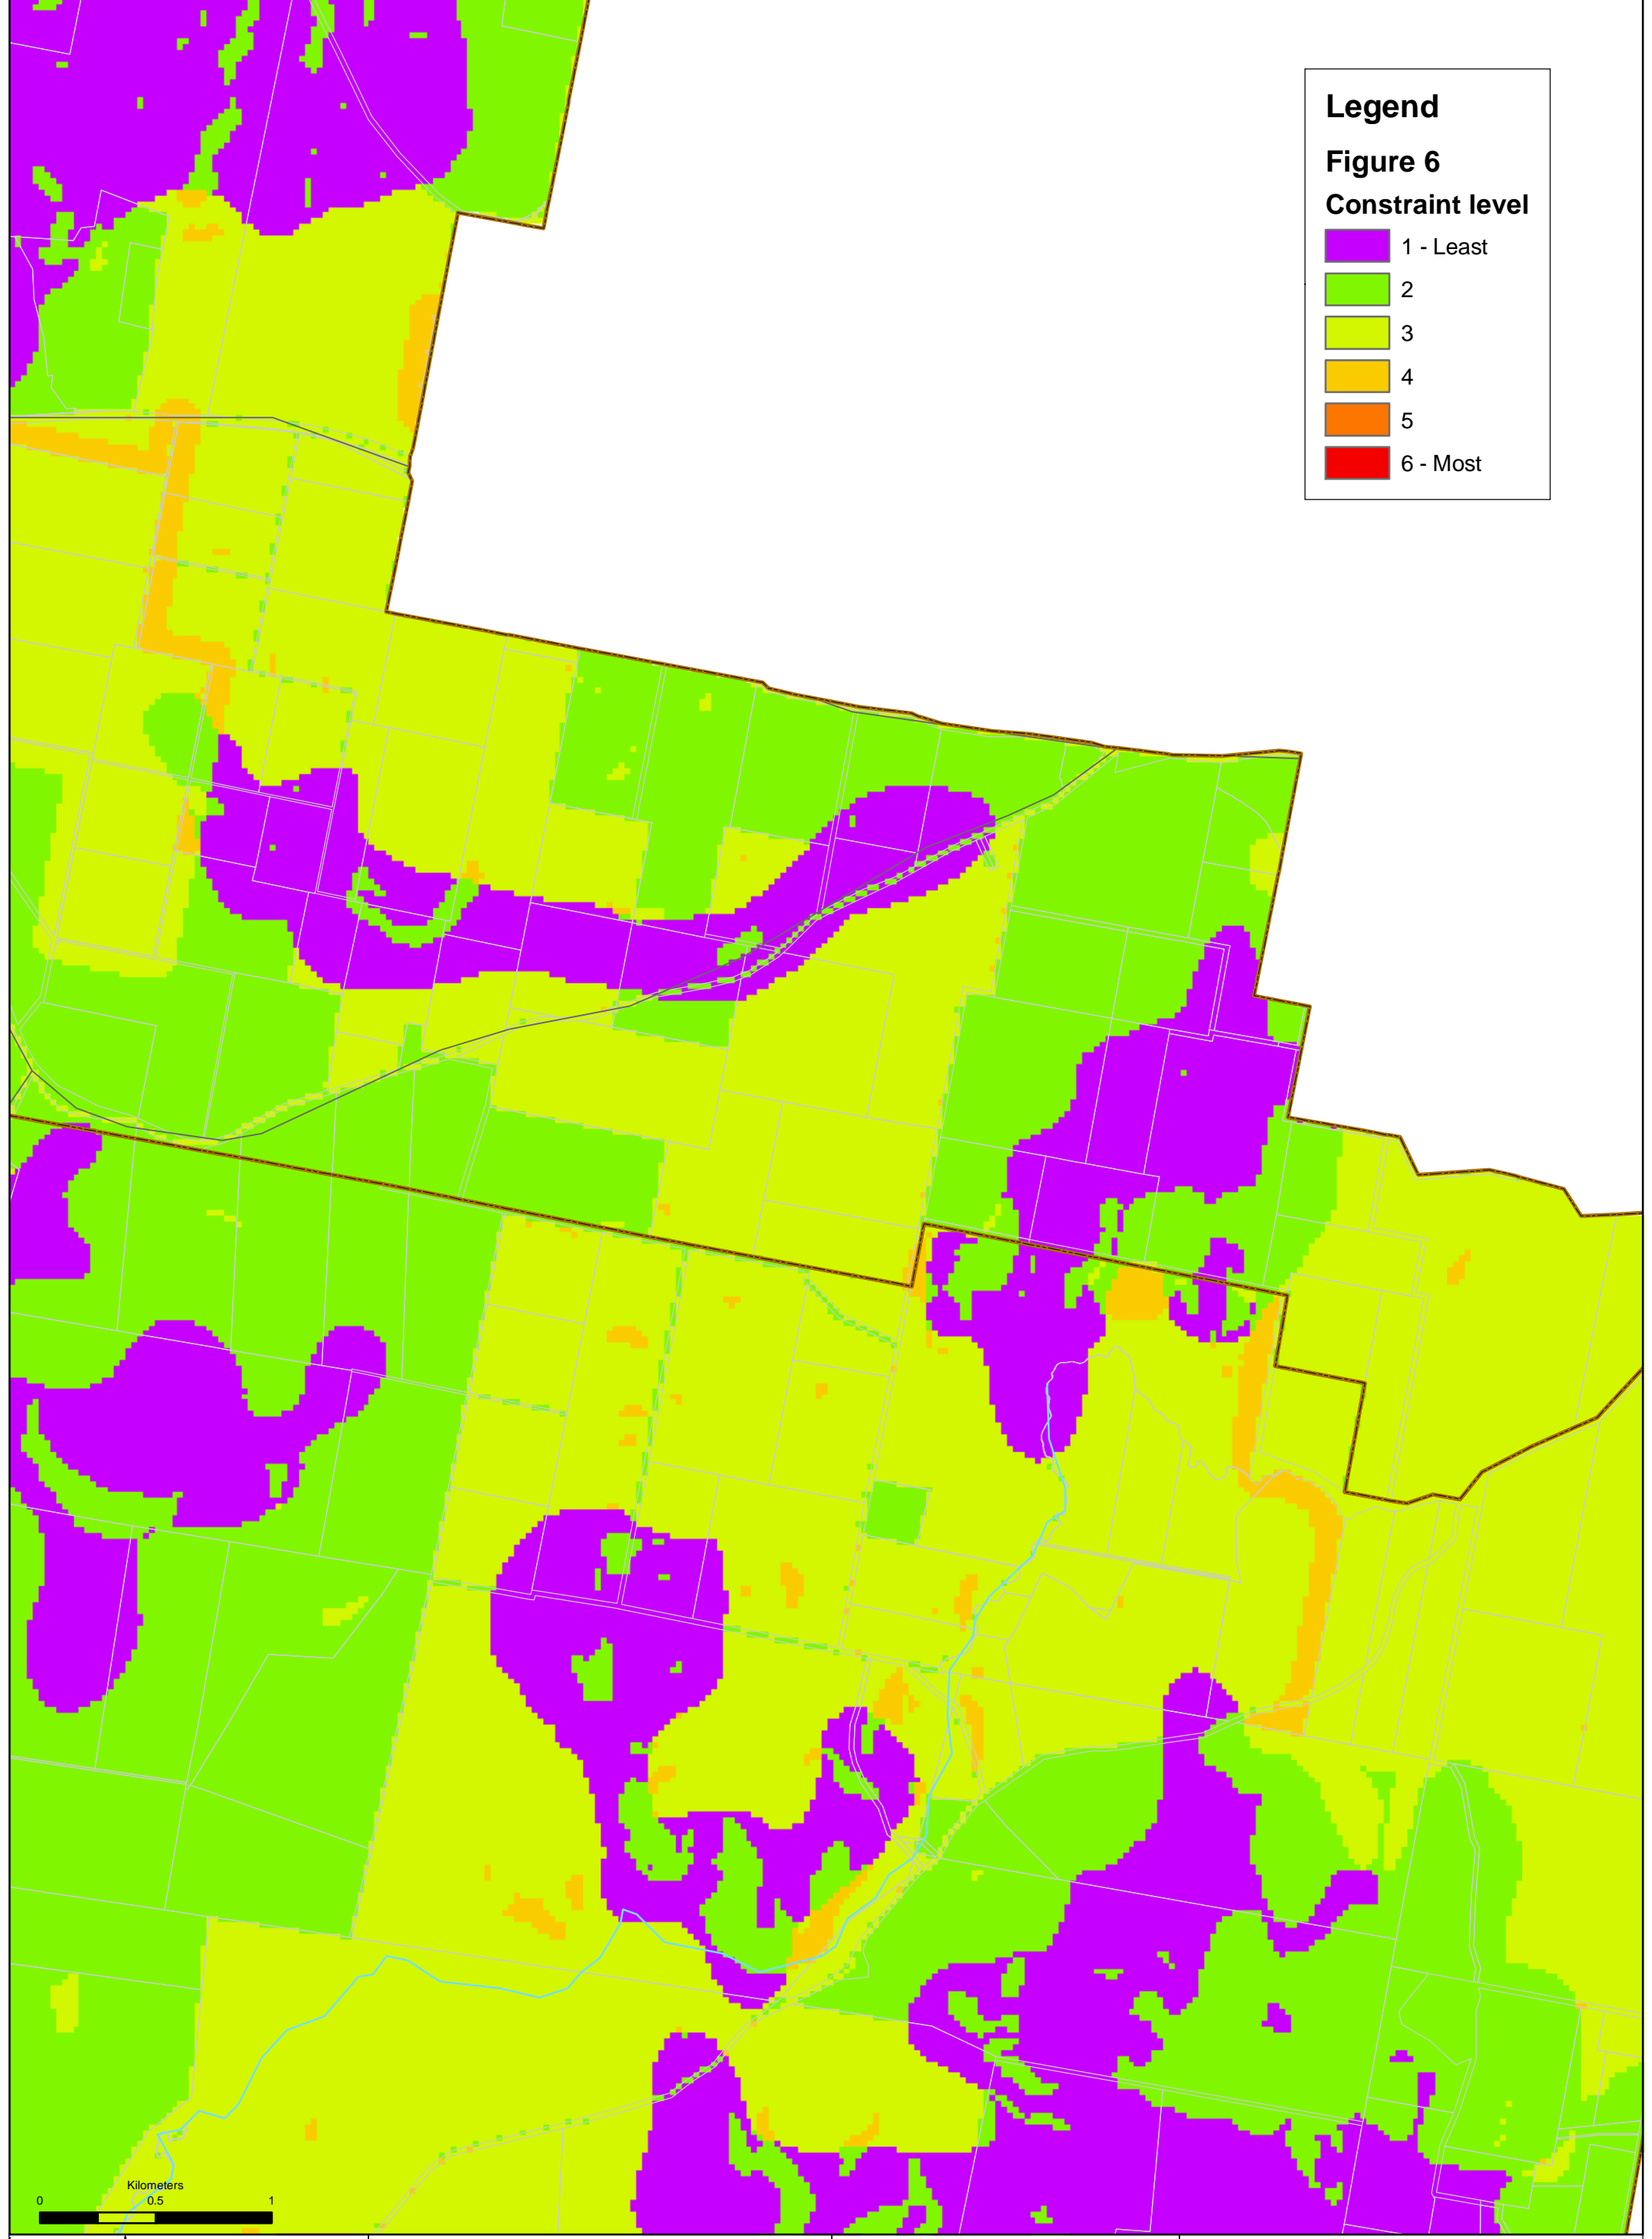 Legend
Figure 6
Constraint level
1 - Least
2
3
4
5
6 - Most
Kilometers
0 0.5 1